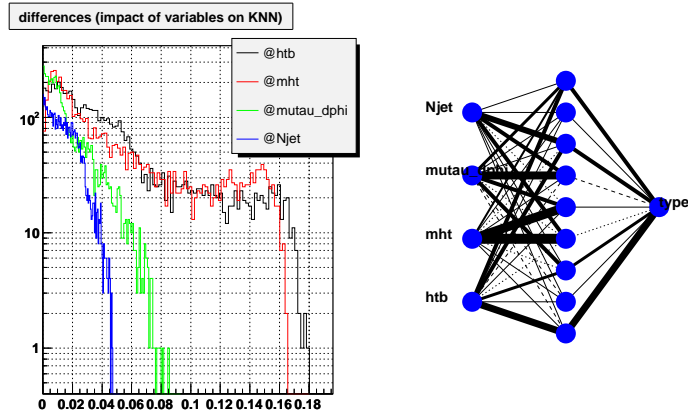 differences (impact of variables on KNN)
@htb
@mht
@mutau_dphi
@Njet
10²
10
1
0 0.02 0.04 0.06 0.08 0.1 0.12 0.14 0.16 0.18
Njet
mutau_dphi
mht
htb
type